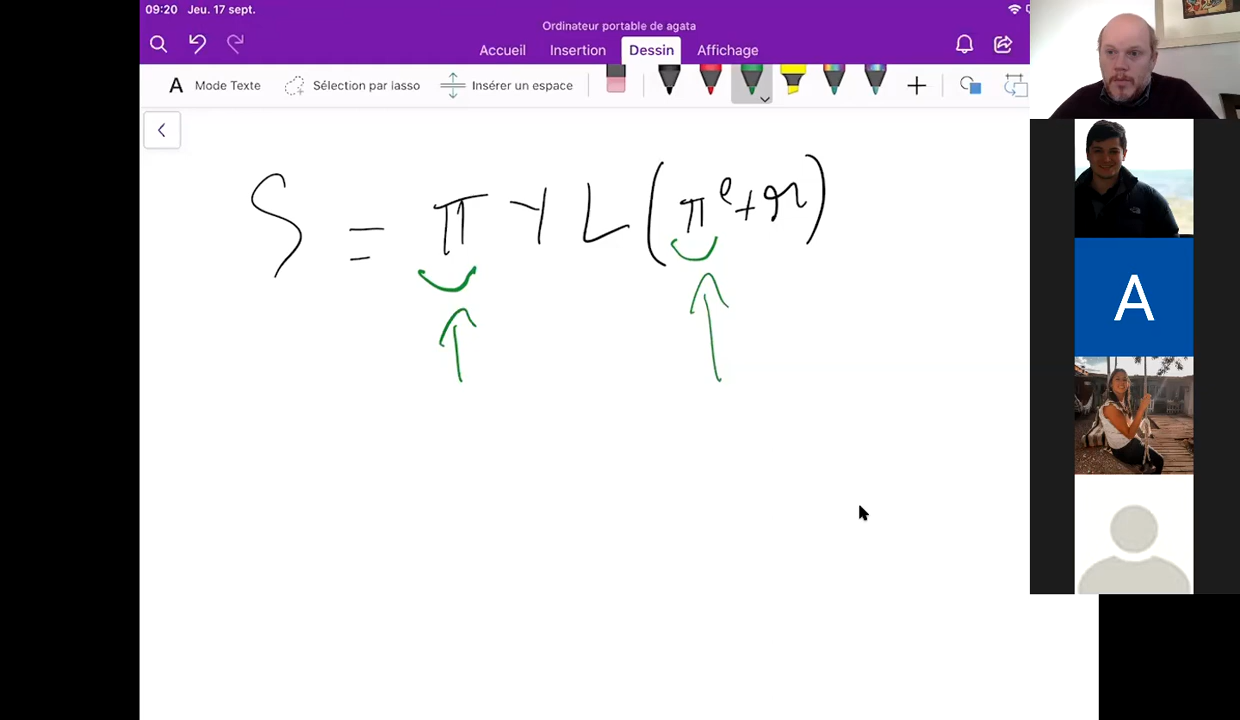 09:20 Jeu. 17 sept.
Ordinateur portable de agata
Accueil Insertion Dessin Affichage
A Mode Texte Sélection par lasso Insérer un espace
S = π Y L (π^e + r)
A